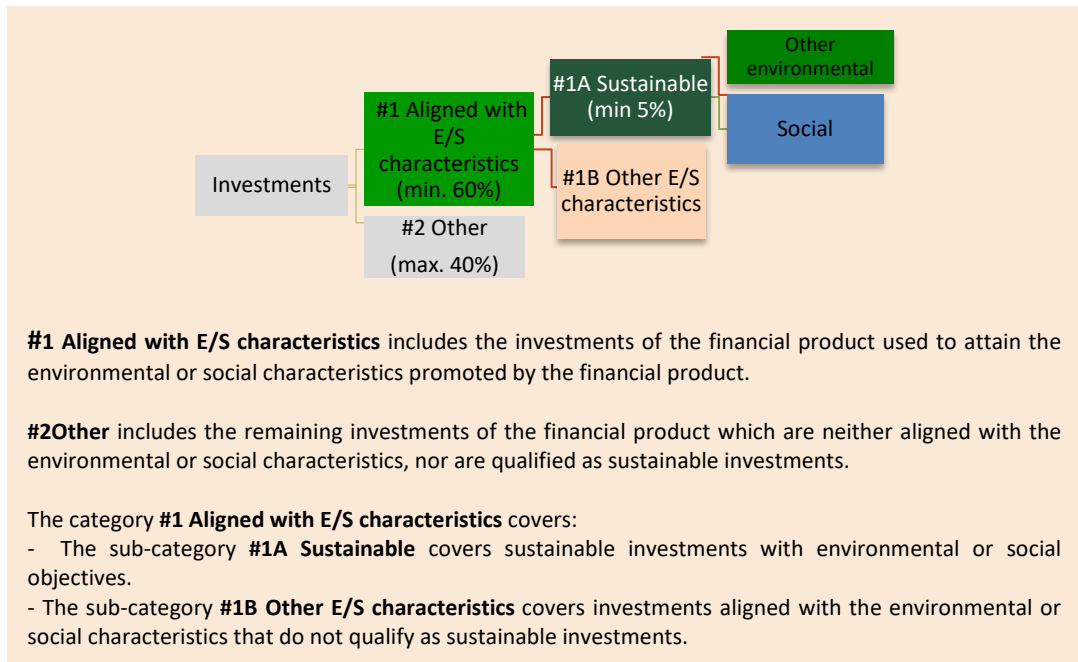 Other
environmental
#1A Sustainable
(min 5%)
Social
#1 Aligned with
E/S
characteristics
(min. 60%)
Investments
#1B Other E/S
characteristics
#2 Other
(max. 40%)
#1 Aligned with E/S characteristics includes the investments of the financial product used to attain the
environmental or social characteristics promoted by the financial product.
#2Other includes the remaining investments of the financial product which are neither aligned with the
environmental or social characteristics, nor are qualified as sustainable investments.
The category #1 Aligned with E/S characteristics covers:
- The sub-category #1A Sustainable covers sustainable investments with environmental or social
objectives.
- The sub-category #1B Other E/S characteristics covers investments aligned with the environmental or
social characteristics that do not qualify as sustainable investments.